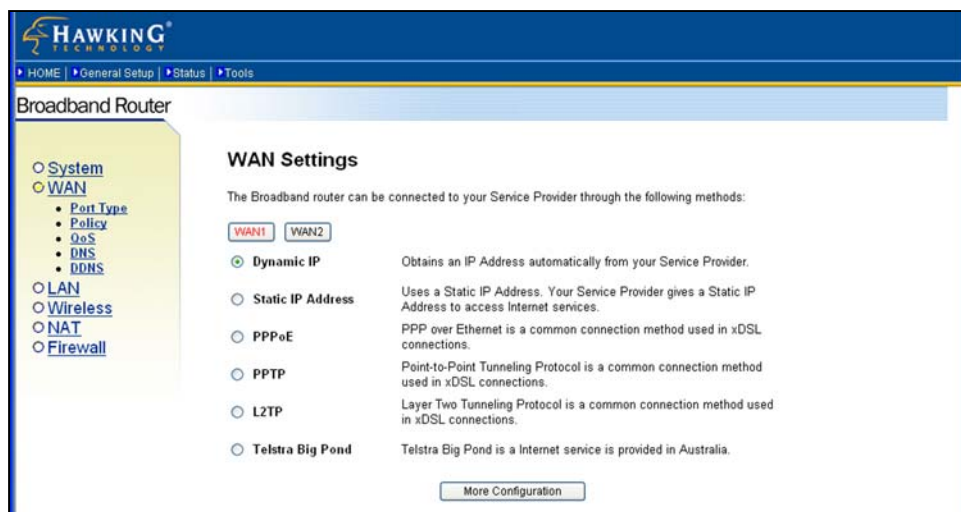 HAWKING®
TECHNOLOGY
HOME | General Setup | Status | Tools
Broadband Router
System
WAN
Port Type
Policy
QoS
DNS
DDNS
LAN
Wireless
NAT
Firewall
WAN Settings
The Broadband router can be connected to your Service Provider through the following methods:
WAN1 WAN2
Dynamic IP Obtains an IP Address automatically from your Service Provider.
Static IP Address Uses a Static IP Address. Your Service Provider gives a Static IP
Address to access Internet services.
PPPoE PPP over Ethernet is a common connection method used in xDSL
connections.
PPTP Point-to-Point Tunneling Protocol is a common connection method
used in xDSL connections.
L2TP Layer Two Tunneling Protocol is a common connection method used
in xDSL connections.
Telstra Big Pond Telstra Big Pond is a Internet service is provided in Australia.
More Configuration